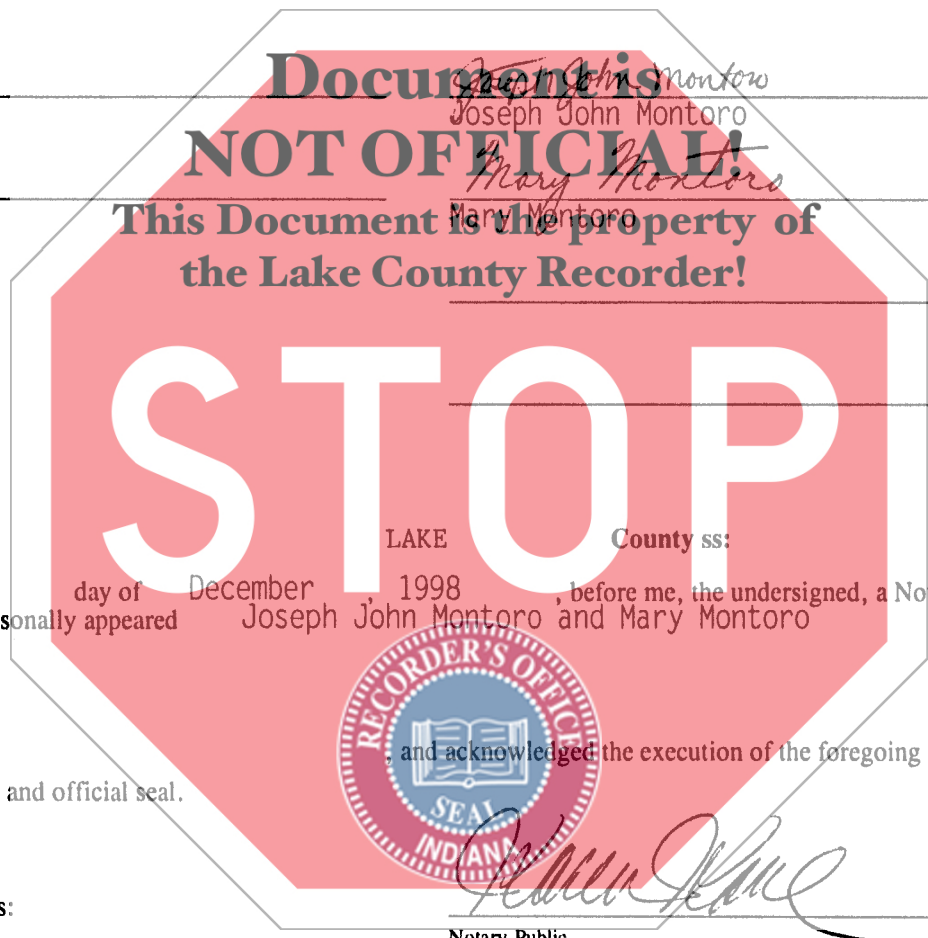 Document is
Joseph John Montoro
Joseph John Montoro
NOT OFFICIAL!
Mary Montoro
Mary Montoro
This Document is the property of
the Lake County Recorder!
STOP
LAKE County ss:
day of December , 1998 , before me, the undersigned, a No
sonally appeared Joseph John Montoro and Mary Montoro
RECORDER'S OFFICE
, and acknowledged the execution of the foregoing
and official seal.
SEAL
INDIANA
s:
Notary Public